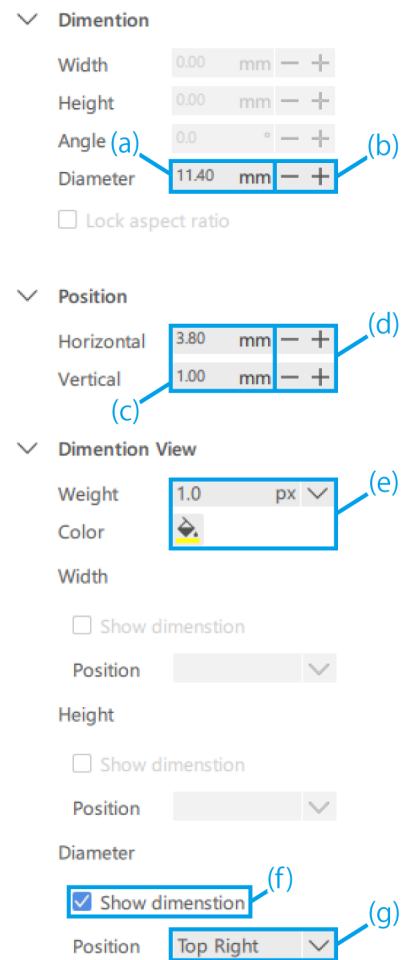 Dimention
Width 0.00 mm
Height 0.00 mm
Angle 0.0 °
(a)
(b)
Diameter 11.40 mm
Lock aspect ratio
Position
(d)
Horizontal 3.80 mm
Vertical 1.00 mm
(c)
Dimention View
(e)
Weight 1.0 px
Color
Width
Show dimenstion
Position
Height
Show dimenstion
Position
Diameter
(f)
Show dimenstion
(g)
Position Top Right